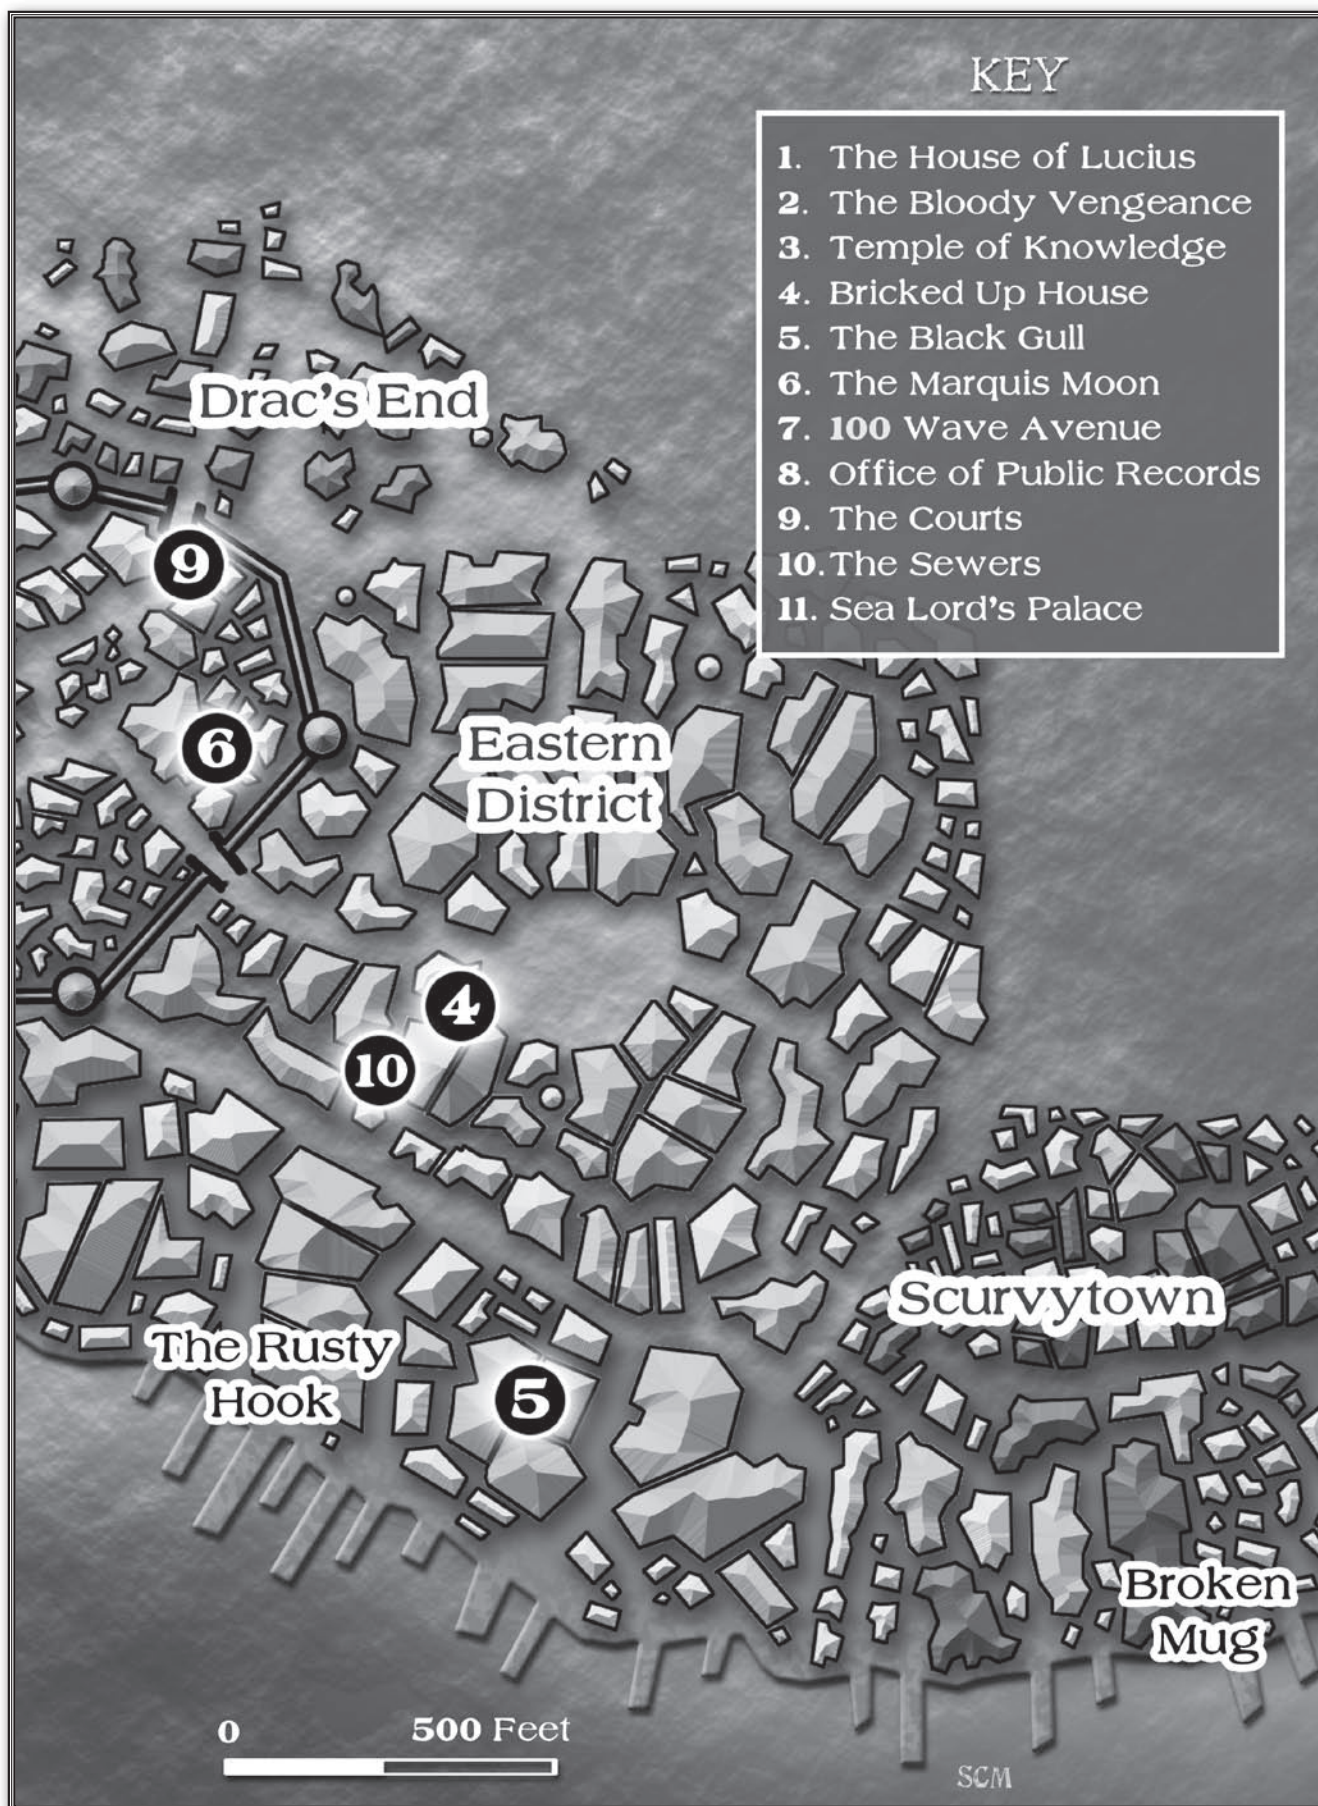 KEY
1. The House of Lucius
2. The Bloody Vengeance
3. Temple of Knowledge
4. Bricked Up House
5. The Black Gull
6. The Marquis Moon
7. 100 Wave Avenue
8. Office of Public Records
9. The Courts
10. The Sewers
11. Sea Lord's Palace
Drac's End
9
6
Eastern
District
4
10
Scurvytown
The Rusty
Hook
5
Broken
Mug
0 500 Feet
SCM